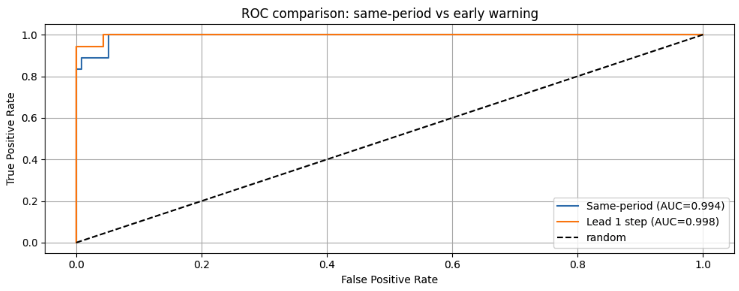 ROC comparison: same-period vs early warning
True Positive Rate
1.0
0.8
0.6
0.4
0.2
0.0
Same-period (AUC=0.994)
Lead 1 step (AUC=0.998)
random
0.0 0.2 0.4 0.6 0.8 1.0
False Positive Rate